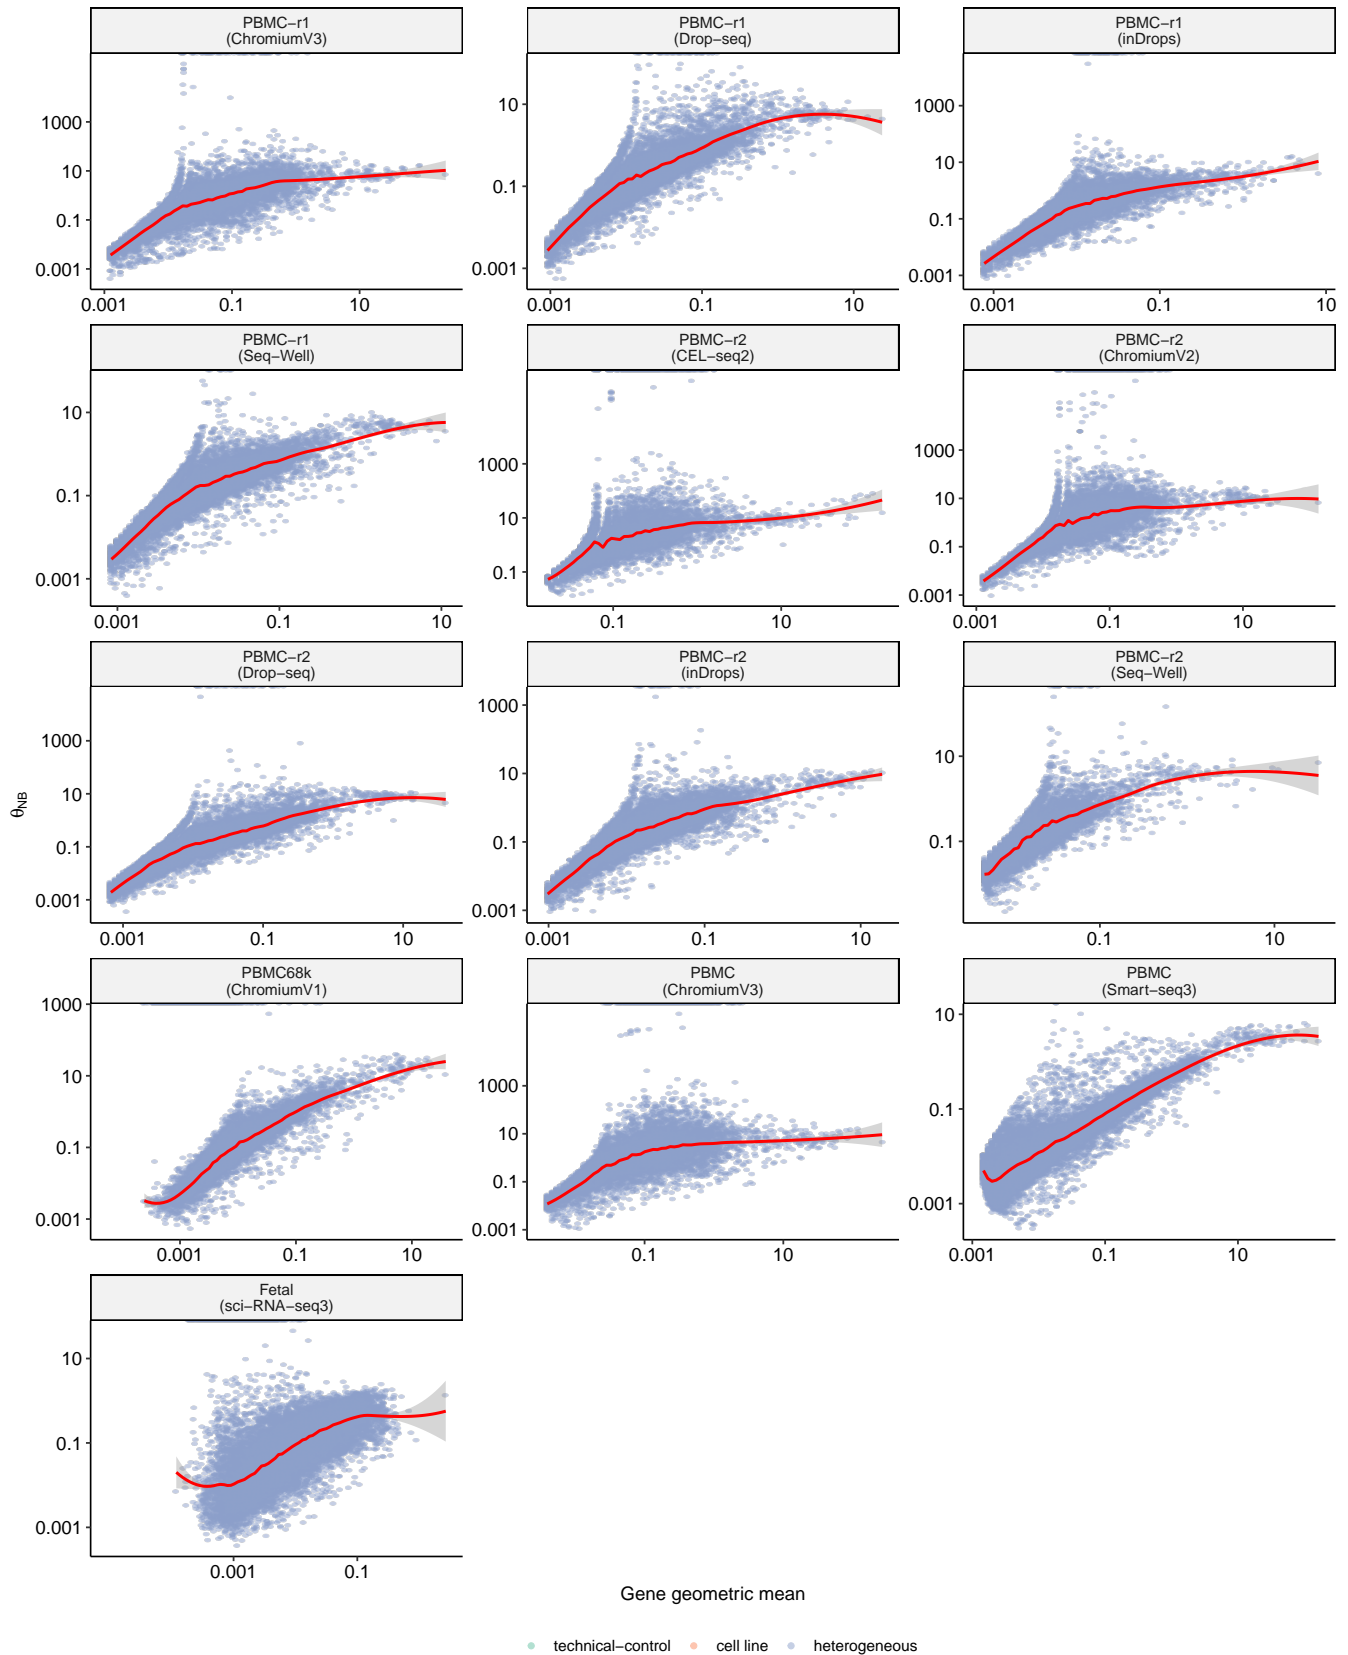 PBMC−r1
(ChromiumV3)
PBMC−r1
(Drop−seq)
PBMC−r1
(inDrops)
1000
10
0.1
0.001
0.001
0.1
10
10
0.1
0.001
0.001
0.1
10
1000
10
0.1
0.001
0.001
0.1
10
PBMC−r1
(Seq−Well)
PBMC−r2
(CEL−seq2)
PBMC−r2
(ChromiumV2)
10
0.1
0.001
0.001
0.1
10
1000
10
0.1
0.1
10
1000
10
0.1
0.001
0.001
0.1
10
PBMC−r2
(Drop−seq)
PBMC−r2
(inDrops)
PBMC−r2
(Seq−Well)
θNB
1000
10
0.1
0.001
0.001
0.1
10
1000
10
0.1
0.001
0.001
0.1
10
10
0.1
0.1
10
PBMC68k
(ChromiumV1)
PBMC
(ChromiumV3)
PBMC
(Smart−seq3)
1000
10
0.1
0.001
0.001
0.1
10
1000
10
0.1
0.001
0.1
10
10
0.1
0.001
0.001
0.1
10
Fetal
(sci−RNA−seq3)
10
0.1
0.001
0.001
0.1
Gene geometric mean
technical−control
cell line
heterogeneous